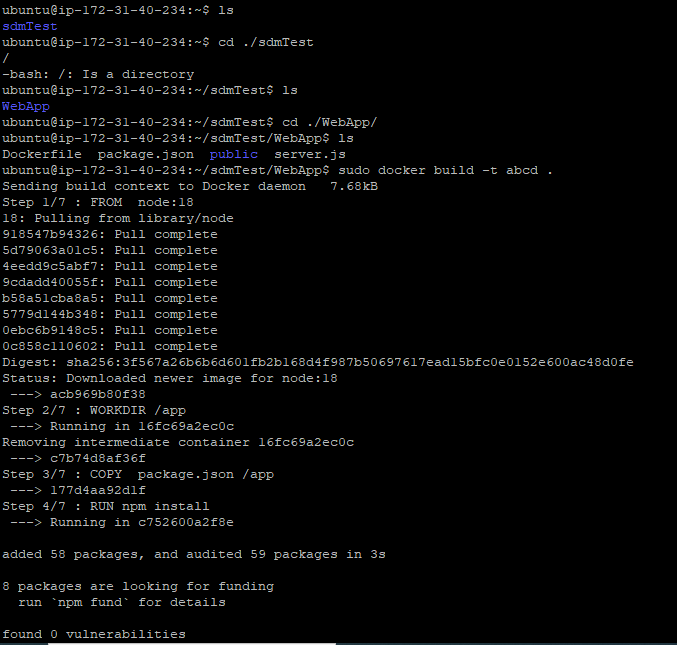 ubuntu@ip-172-31-40-234:~$ ls
sdmTest
ubuntu@ip-172-31-40-234:~$ cd ./sdmTest
/
-bash: /: Is a directory
ubuntu@ip-172-31-40-234:~/sdmTest$ ls
WebApp
ubuntu@ip-172-31-40-234:~/sdmTest$ cd ./WebApp/
ubuntu@ip-172-31-40-234:~/sdmTest/WebApp$ ls
Dockerfile  package.json  public  server.js
ubuntu@ip-172-31-40-234:~/sdmTest/WebApp$ sudo docker build -t abcd .
Sending build context to Docker daemon   7.68kB
Step 1/7 : FROM  node:18
18: Pulling from library/node
918547b94326: Pull complete
5d79063a01c5: Pull complete
4eedd9c5abf7: Pull complete
9cdadd40055f: Pull complete
b58a51cba8a5: Pull complete
5779d144b348: Pull complete
0ebc6b9148c5: Pull complete
0c858c110602: Pull complete
Digest: sha256:3f567a26b6b6d601fb2b168d4f987b50697617ead15bfc0e0152e600ac48d0fe
Status: Downloaded newer image for node:18
 ---> acb969b80f38
Step 2/7 : WORKDIR /app
 ---> Running in 16fc69a2ec0c
Removing intermediate container 16fc69a2ec0c
 ---> c7b74d8af36f
Step 3/7 : COPY  package.json /app
 ---> 177d4aa92d1f
Step 4/7 : RUN npm install
 ---> Running in c752600a2f8e

added 58 packages, and audited 59 packages in 3s

8 packages are looking for funding
  run `npm fund` for details

found 0 vulnerabilities